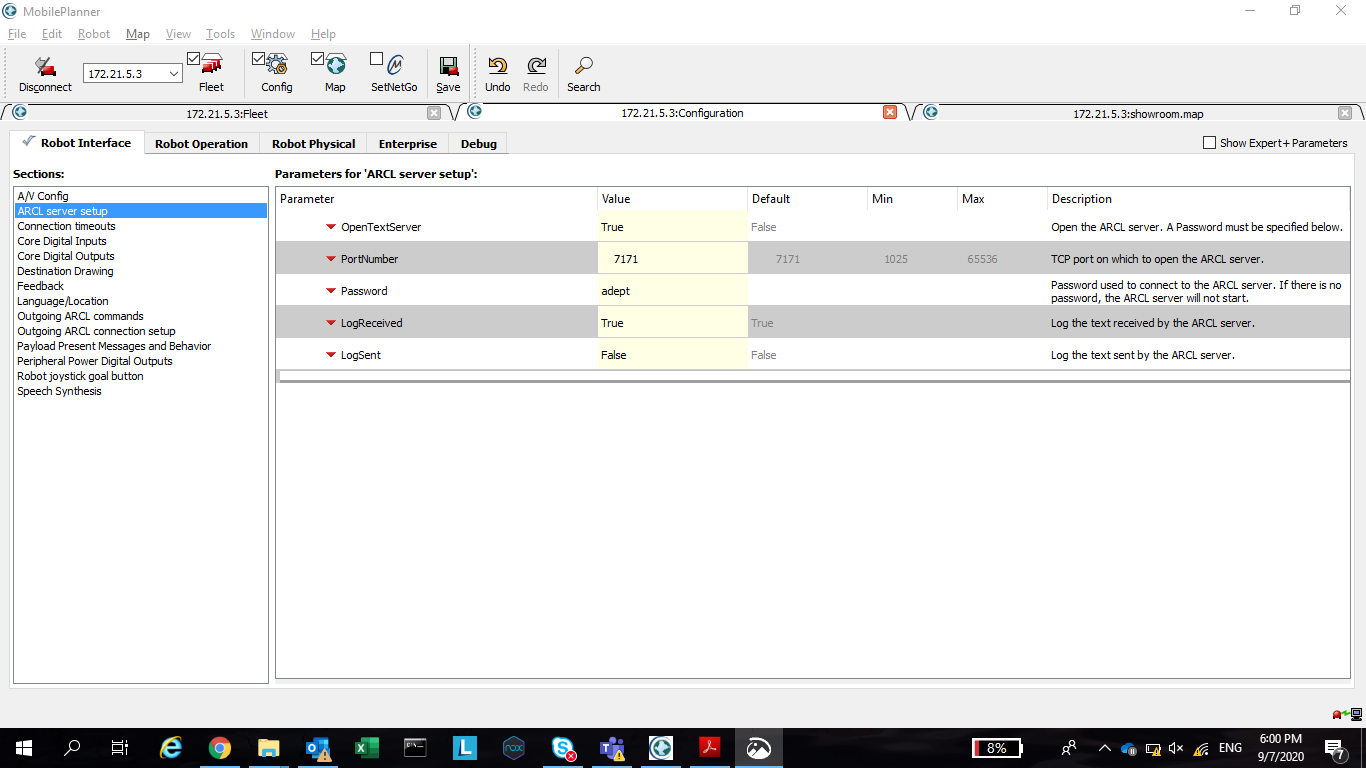 MobilePlanner
File Edit Robot Map View Tools Window Help
Disconnect 172.21.5.3 Fleet Config Map SetNetGo Save Undo Redo Search
172.21.5.3:Fleet 172.21.5.3:Configuration 172.21.5.3:showroom.map
Robot Interface Robot Operation Robot Physical Enterprise Debug Show Expert+ Parameters
Sections:
A/V Config
ARCL server setup
Connection timeouts
Core Digital Inputs
Core Digital Outputs
Destination Drawing
Feedback
Language/Location
Outgoing ARCL commands
Outgoing ARCL connection setup
Payload Present Messages and Behavior
Peripheral Power Digital Outputs
Robot joystick goal button
Speech Synthesis
Parameters for 'ARCL server setup':
Parameter Value Default Min Max Description
OpenTextServer True False Open the ARCL server. A Password must be specified below.
PortNumber 7171 7171 1025 65536 TCP port on which to open the ARCL server.
Password adept Password used to connect to the ARCL server. If there is no
password, the ARCL server will not start.
LogReceived True True Log the text received by the ARCL server.
LogSent False False Log the text sent by the ARCL server.
8% ENG 6:00 PM
9/7/2020
7